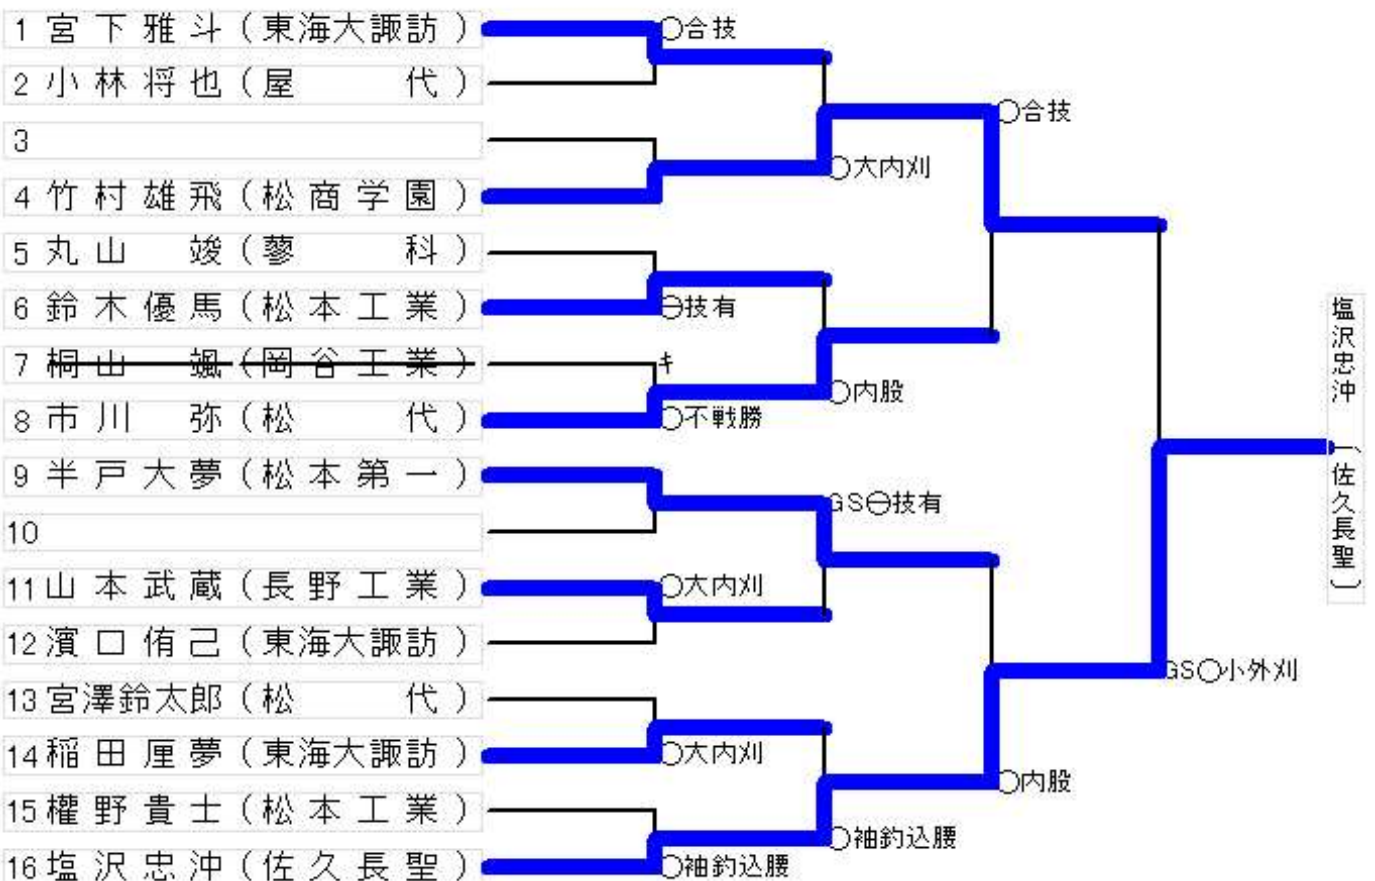 1 宮下雅斗(東海大諏訪)
2 小林将也(屋代)
3
4 竹村雄飛(松商学園)
5 丸山 竣(蓼科)
6 鈴木優馬(松本工業)
7 桐山 颯(岡谷工業)
8 市川 弥(松代)
9 半戸大夢(松本第一)
10
11 山本武蔵(長野工業)
12 濱口侑己(東海大諏訪)
13 宮澤鈴太郎(松代)
14 稲田厘夢(東海大諏訪)
15 權野貴士(松本工業)
16 塩沢忠沖(佐久長聖)
○合技
㊀技有
キ
○不戦勝
○大内刈
○大内刈
○袖釣込腰
○大内刈
○内股
GS㊀技有
○袖釣込腰
○合技
○内股
GS○小外刈
塩沢忠沖(佐久長聖)